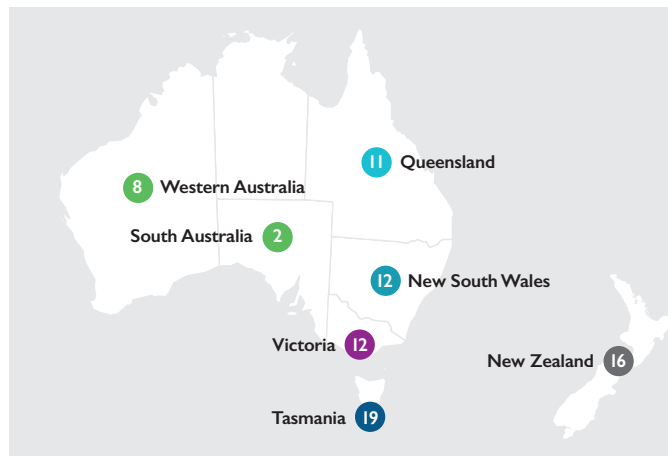 11 Queensland
8 Western Australia
South Australia 2
12 New South Wales
Victoria 12
New Zealand 16
Tasmania 19